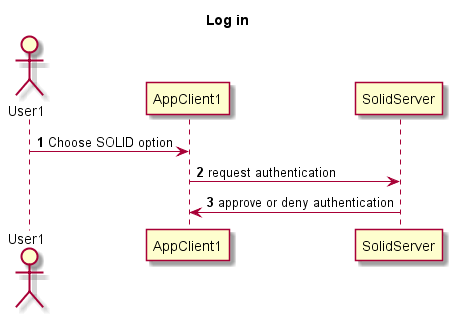 Log in
User1
AppClient1
SolidServer
1 Choose SOLID option
2 request authentication
3 approve or deny authentication
User1
AppClient1
SolidServer